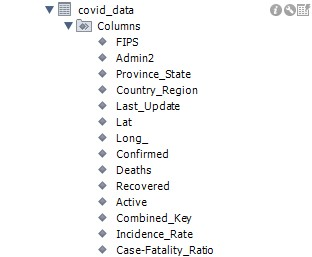 covid_data
Columns
FIPS
Admin2
Province_State
Country_Region
Last_Update
Lat
Long_
Confirmed
Deaths
Recovered
Active
Combined_Key
Incidence_Rate
Case-Fatality_Ratio